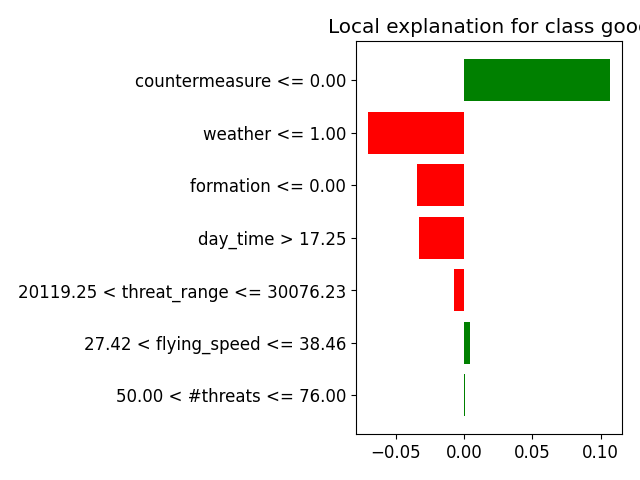 Local explanation for class good
countermeasure <= 0.00
weather <= 1.00
formation <= 0.00
day_time > 17.25
20119.25 < threat_range <= 30076.23
27.42 < flying_speed <= 38.46
50.00 < #threats <= 76.00
−0.05 0.00 0.05 0.10